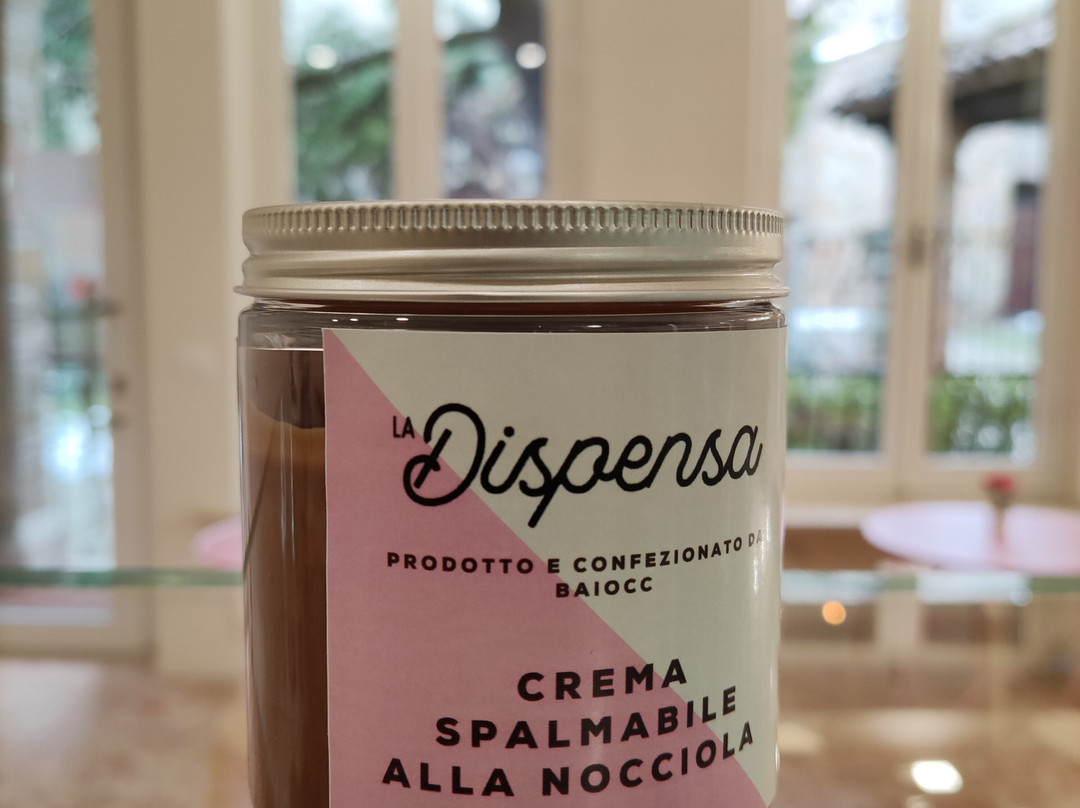 LA Dispensa
PRODOTTO E CONFEZIONATO DA
BAIOCC
CREMA
SPALMABILE
ALLA NOCCIOLA